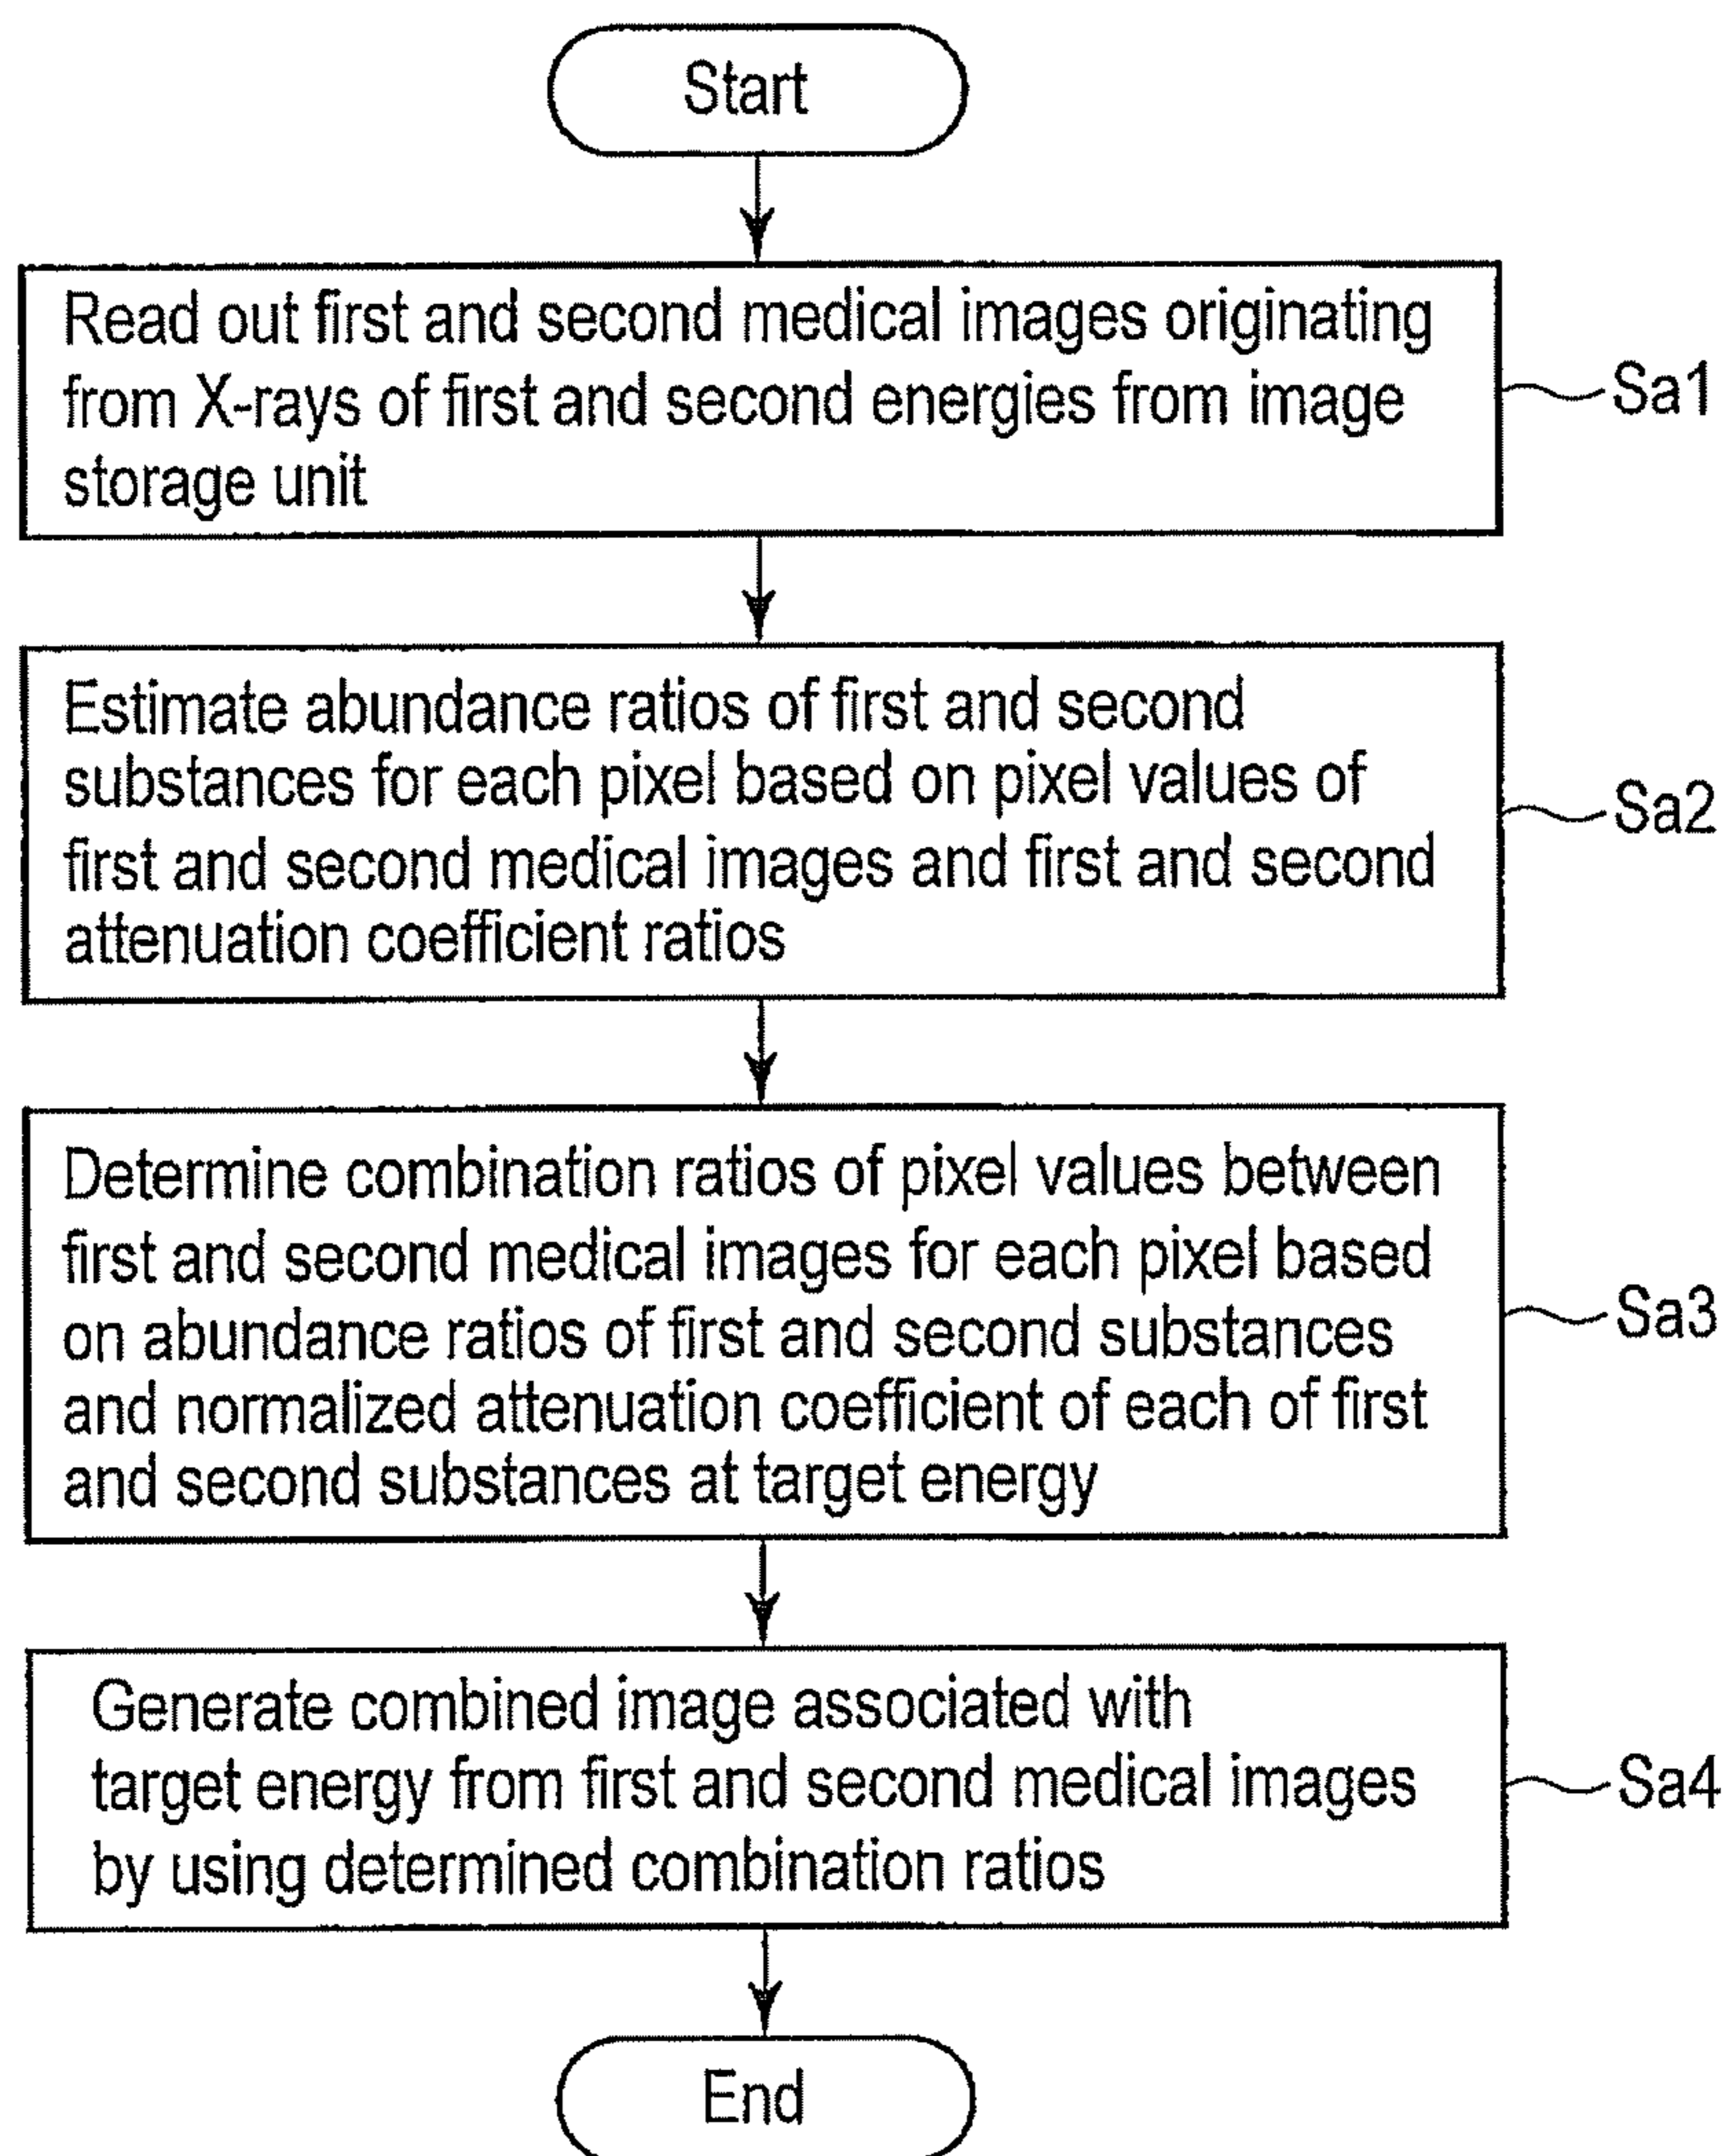 Start
Read out first and second medical images originating
from X-rays of first and second energies from image
storage unit
Sa1
Estimate abundance ratios of first and second
substances for each pixel based on pixel values of
first and second medical images and first and second
attenuation coefficient ratios
Sa2
Determine combination ratios of pixel values between
first and second medical images for each pixel based
on abundance ratios of first and second substances
and normalized attenuation coefficient of each of first
and second substances at target energy
Sa3
Generate combined image associated with
target energy from first and second medical images
by using determined combination ratios
Sa4
End